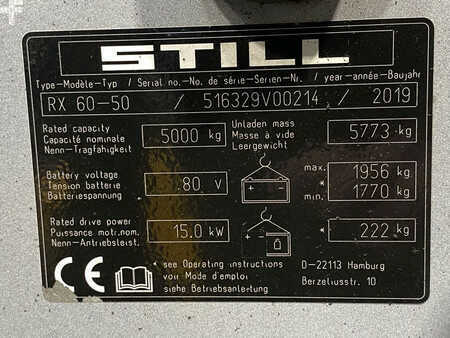 STILL
Type-Modèle-Typ / Serial no.-No. de série-Serien-Nr. / year-année-Baujahr
RX 60-50 / 516329V00214 / 2019
Rated capacity
Capacité nominale
Nenn-Tragfähigkeit
5000 kg
Unladen mass
Masse à vide
Leergewicht
5773 kg
Battery voltage
Tension batterie
Batteriespannung
80 V
max. 1956 kg
*
min. 1770 kg
Rated drive power
Puissance motr.nom.
Nenn-Antriebsleist.
15.0 kW
* 222 kg
CE
* see Operating instructions
voir Mode d'emploi
siehe Betriebsanleitung
D-22113 Hamburg
Berzeliusstr. 10